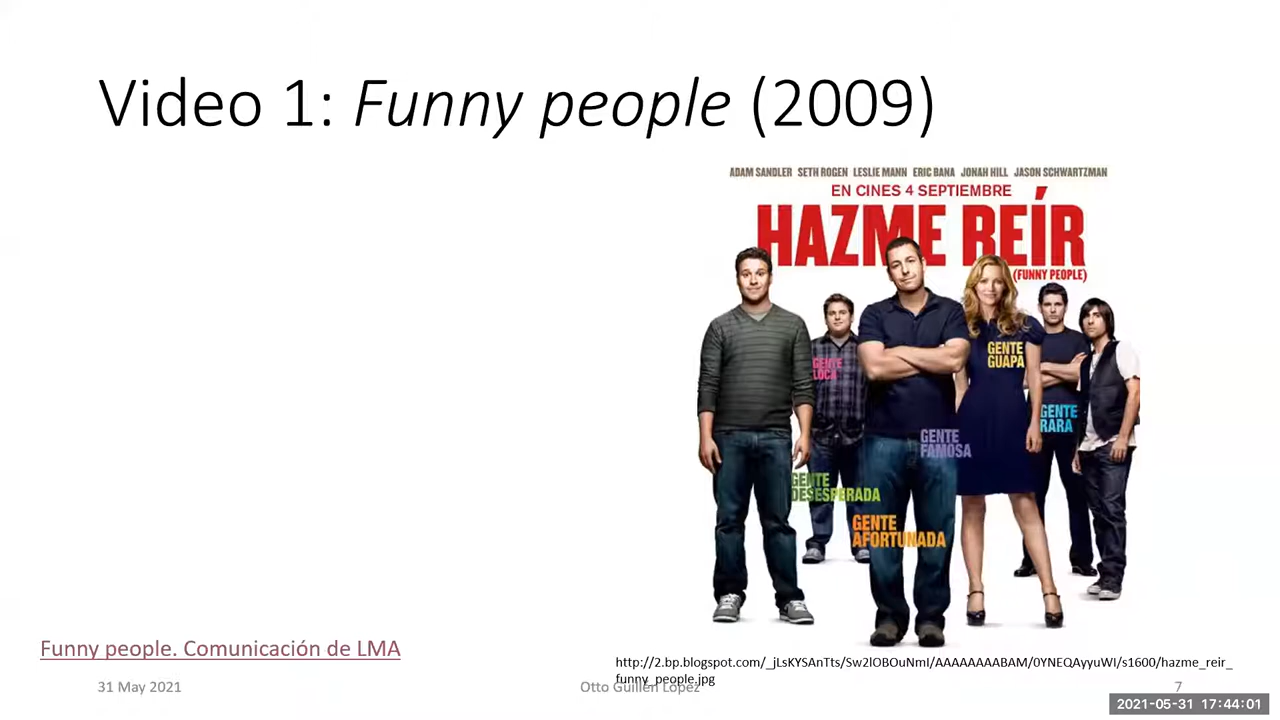 Video 1: Funny people (2009)
ADAM SANDLER SETH ROGEN LESLIE MANN ERIC BANA JONAH HILL JASON SCHWARTZMAN
EN CINES 4 SEPTIEMBRE
HAZME REÍR
(FUNNY PEOPLE)
GENTE
GUAPA
GENTE
LOCA
GENTE
RARA
GENTE
FAMOSA
GENTE
DESESPERADA
GENTE
AFORTUNADA
Funny people. Comunicación de LMA
http://2.bp.blogspot.com/_jLsKYSAnTts/Sw2lOBOuNmI/AAAAAAAABAM/0YNEQAyyuWI/s1600/hazme_reir_
funny_people.jpg
31 May 2021
Otto Guillén López
7
2021-05-31 17:44:01